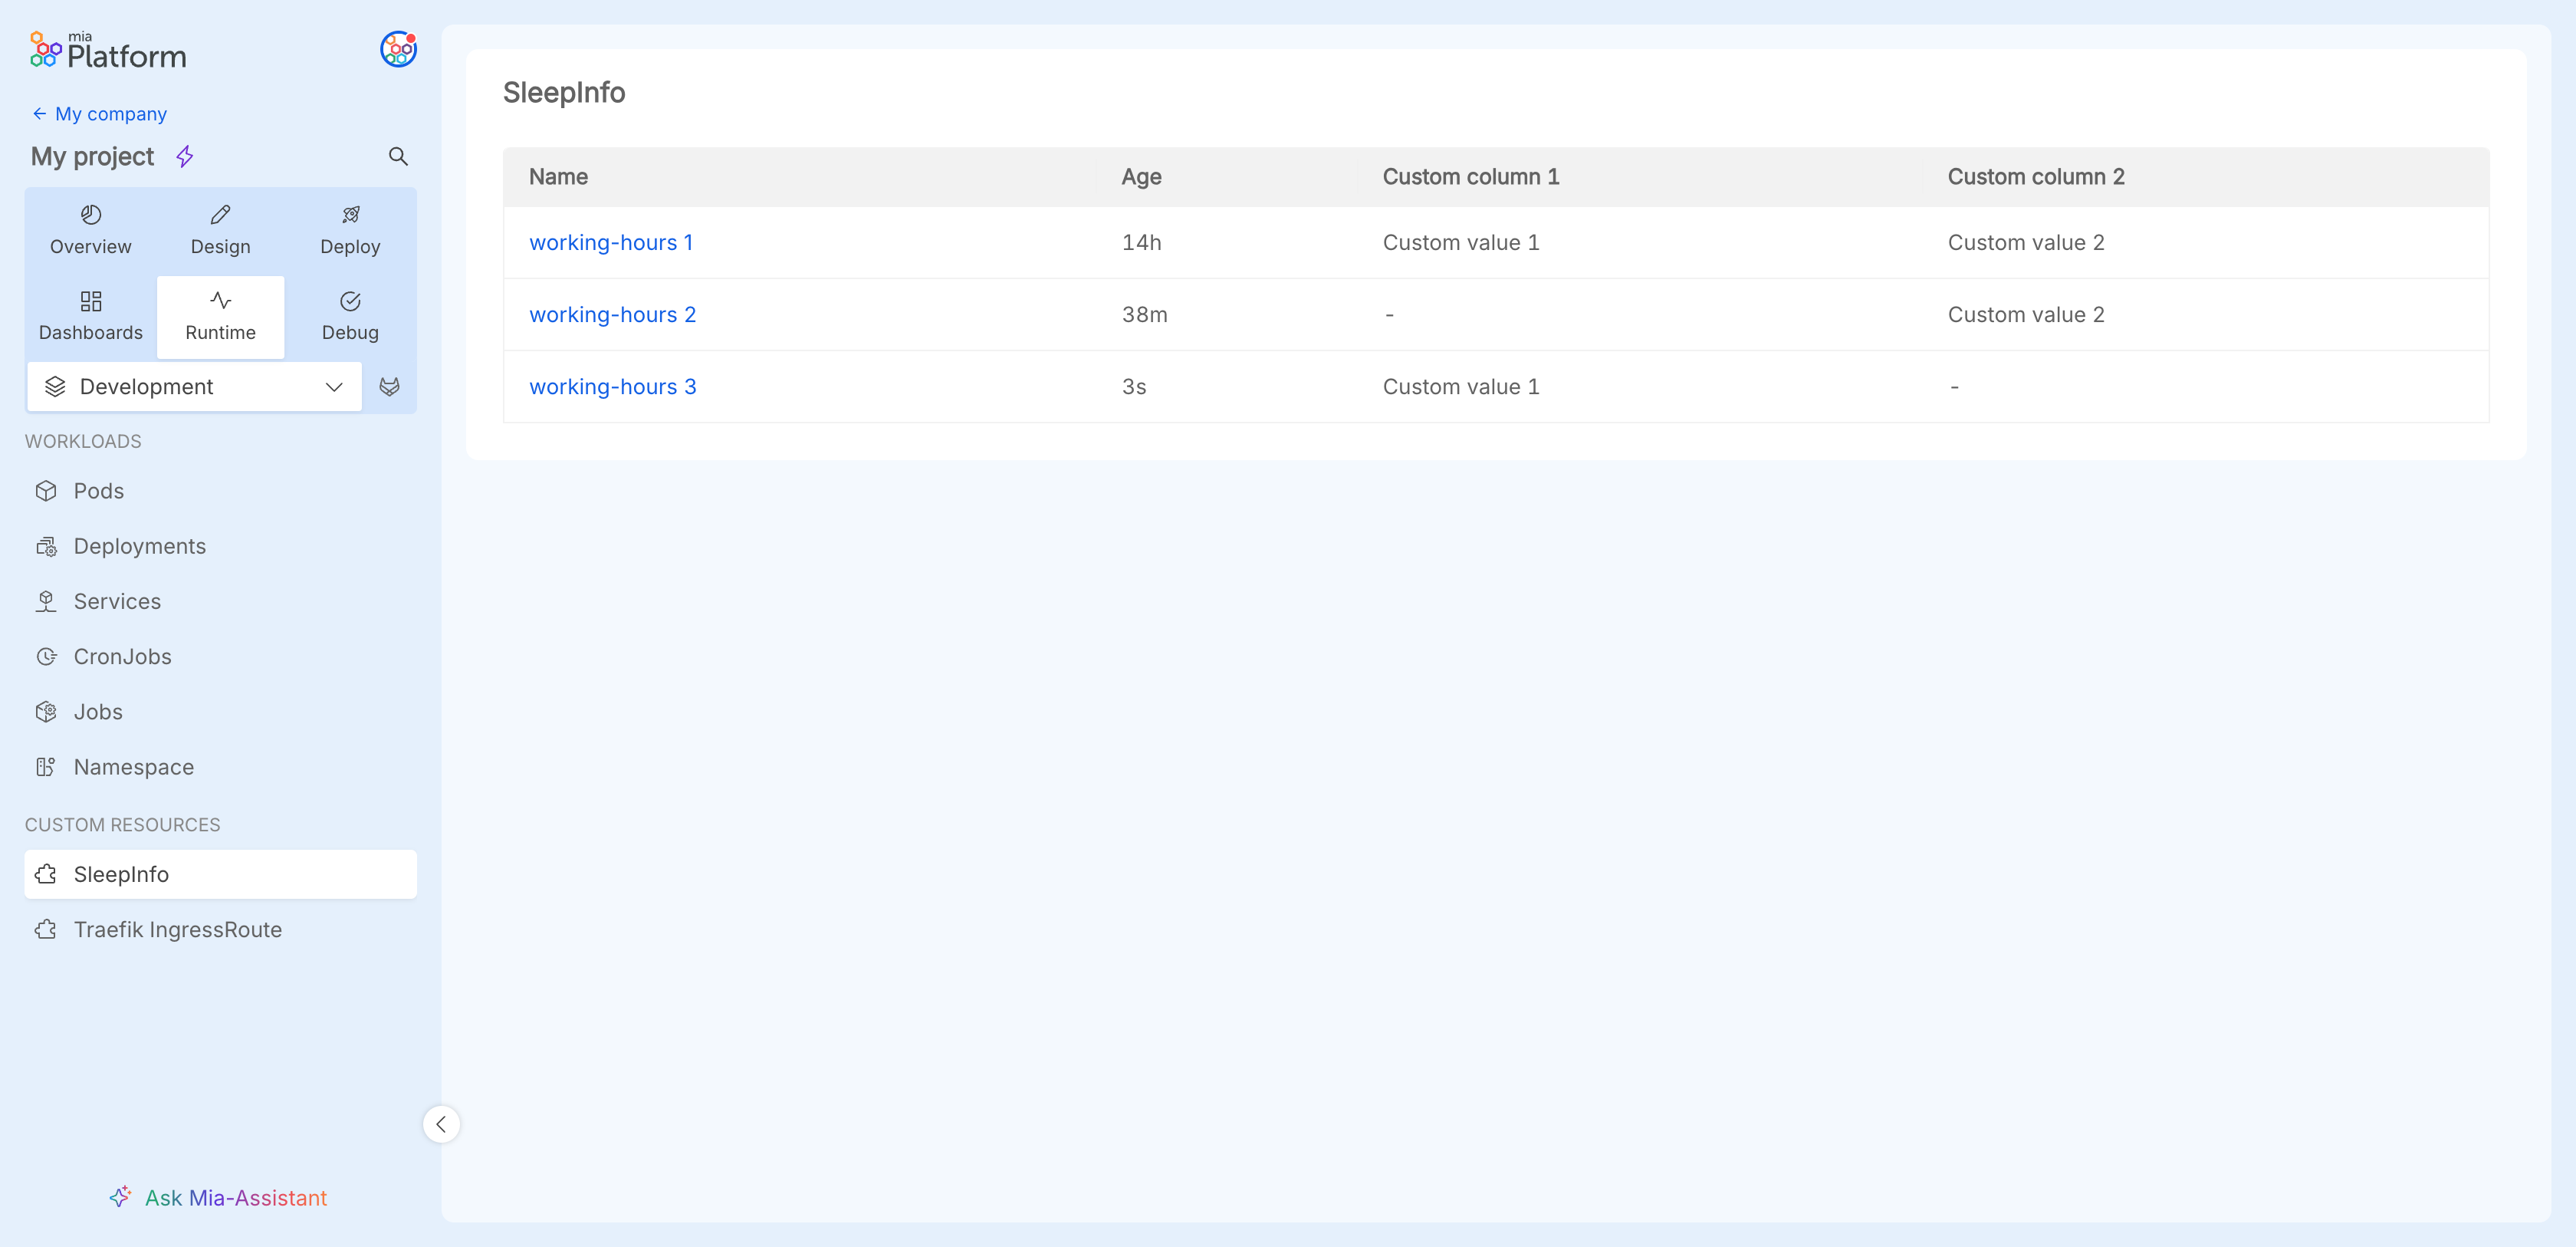 mia
Platform
My company
My project
Overview Design Deploy
Dashboards Runtime Debug
Development
WORKLOADS
Pods
Deployments
Services
CronJobs
Jobs
Namespace
CUSTOM RESOURCES
SleepInfo
Traefik IngressRoute
Ask Mia-Assistant
SleepInfo
Name Age Custom column 1 Custom column 2
working-hours 1 14h Custom value 1 Custom value 2
working-hours 2 38m - Custom value 2
working-hours 3 3s Custom value 1 -